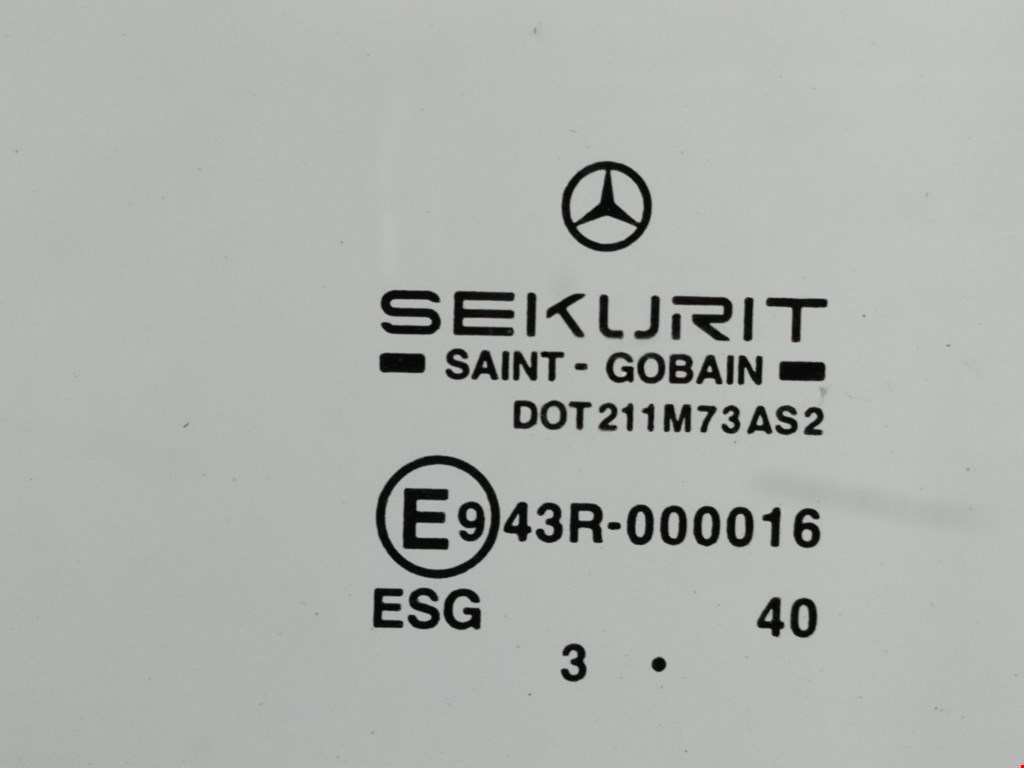 SEKURIT
SAINT - GOBAIN
DOT211M73AS2
E9 43R-000016
ESG 40
3 •